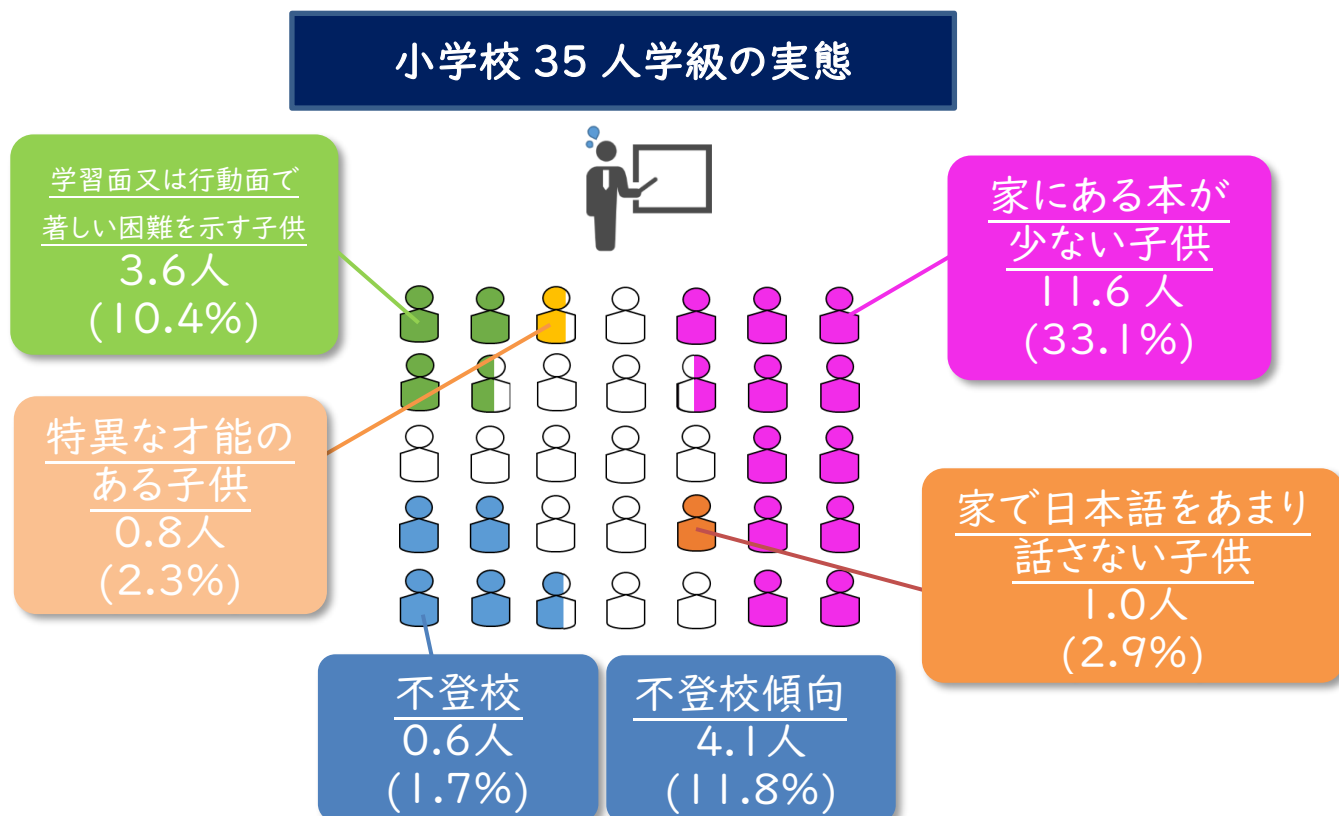 小学校 35 人学級の実態
学習面又は行動面で
著しい困難を示す子供
3.6人
(10.4%)
特異な才能の
ある子供
0.8人
(2.3%)
家にある本が
少ない子供
11.6 人
(33.1%)
家で日本語をあまり
話さない子供
1.0人
(2.9%)
不登校
0.6人
(1.7%)
不登校傾向
4.1人
(11.8%)